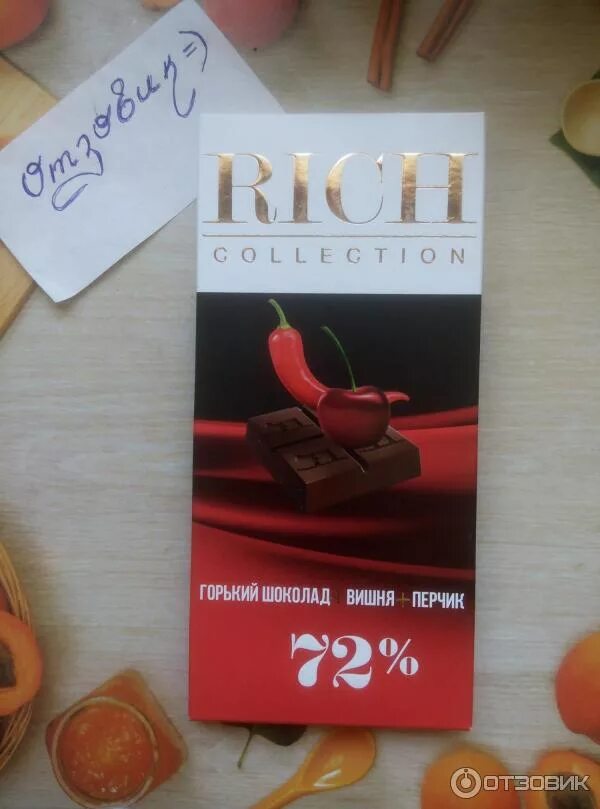 Отзовик=)
RICH
COLLECTION
ГОРЬКИЙ ШОКОЛАД + ВИШНЯ + ПЕРЧИК
72%
ОТЗОВИК